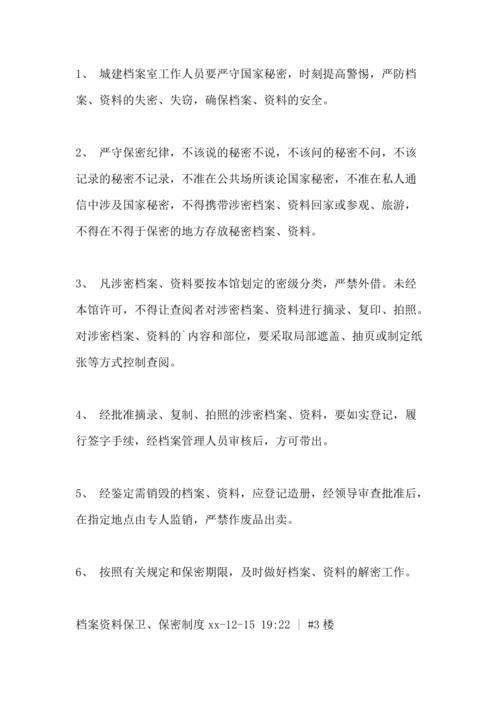 1、 城建档案室工作人员要严守国家秘密，时刻提高警惕，严防档
案、资料的失密、失窃，确保档案、资料的安全。
2、 严守保密纪律，不该说的秘密不说，不该问的秘密不问，不该
记录的秘密不记录，不准在公共场所谈论国家秘密，不准在私人通
信中涉及国家秘密，不得携带涉密档案、资料回家或参观、旅游，
不得在不得于保密的地方存放秘密档案、资料。
3、 凡涉密档案、资料要按本馆划定的密级分类，严禁外借。未经
本馆许可，不得让查阅者对涉密档案、资料进行摘录、复印、拍照。
对涉密档案、资料的`内容和部位，要采取局部遮盖、抽页或制定纸
张等方式控制查阅。
4、 经批准摘录、复制、拍照的涉密档案、资料，要如实登记，履
行签字手续，经档案管理人员审核后，方可带出。
5、 经鉴定需销毁的档案、资料，应登记造册，经领导审查批准后，
在指定地点由专人监销，严禁作废品出卖。
6、 按照有关规定和保密期限，及时做好档案、资料的解密工作。
档案资料保卫、保密制度xx-12-15 19:22 | #3楼